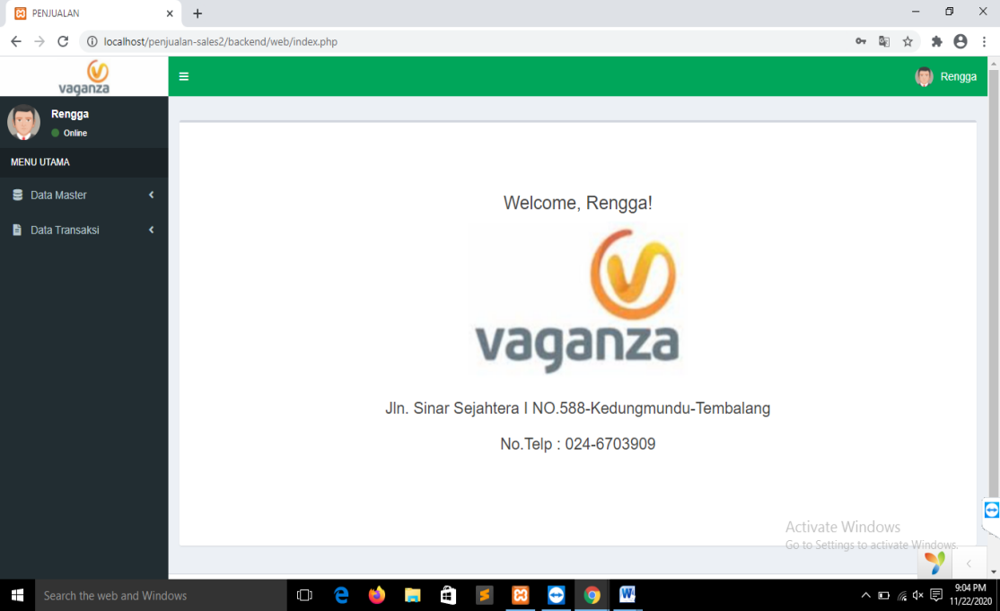 PENJUALAN
localhost/penjualan-sales2/backend/web/index.php
vaganza
Rengga
Rengga
Online
MENU UTAMA
Data Master
Data Transaksi
Welcome, Rengga!
vaganza
Jln. Sinar Sejahtera I NO.588-Kedungmundu-Tembalang
No.Telp : 024-6703909
Activate Windows
Go to Settings to activate Windows.
Search the web and Windows
9:04 PM
11/22/2020